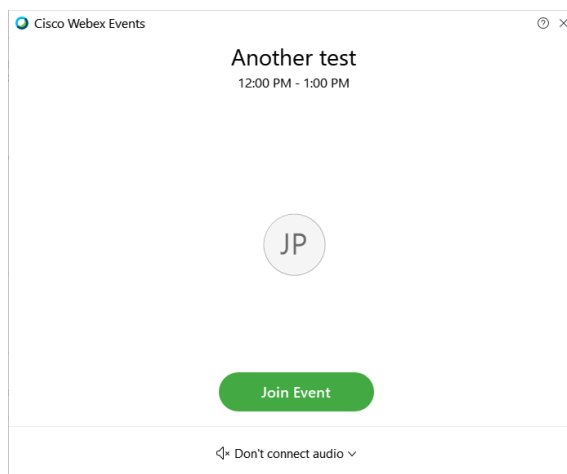 Cisco Webex Events
Another test
12:00 PM - 1:00 PM
JP
Join Event
Don't connect audio